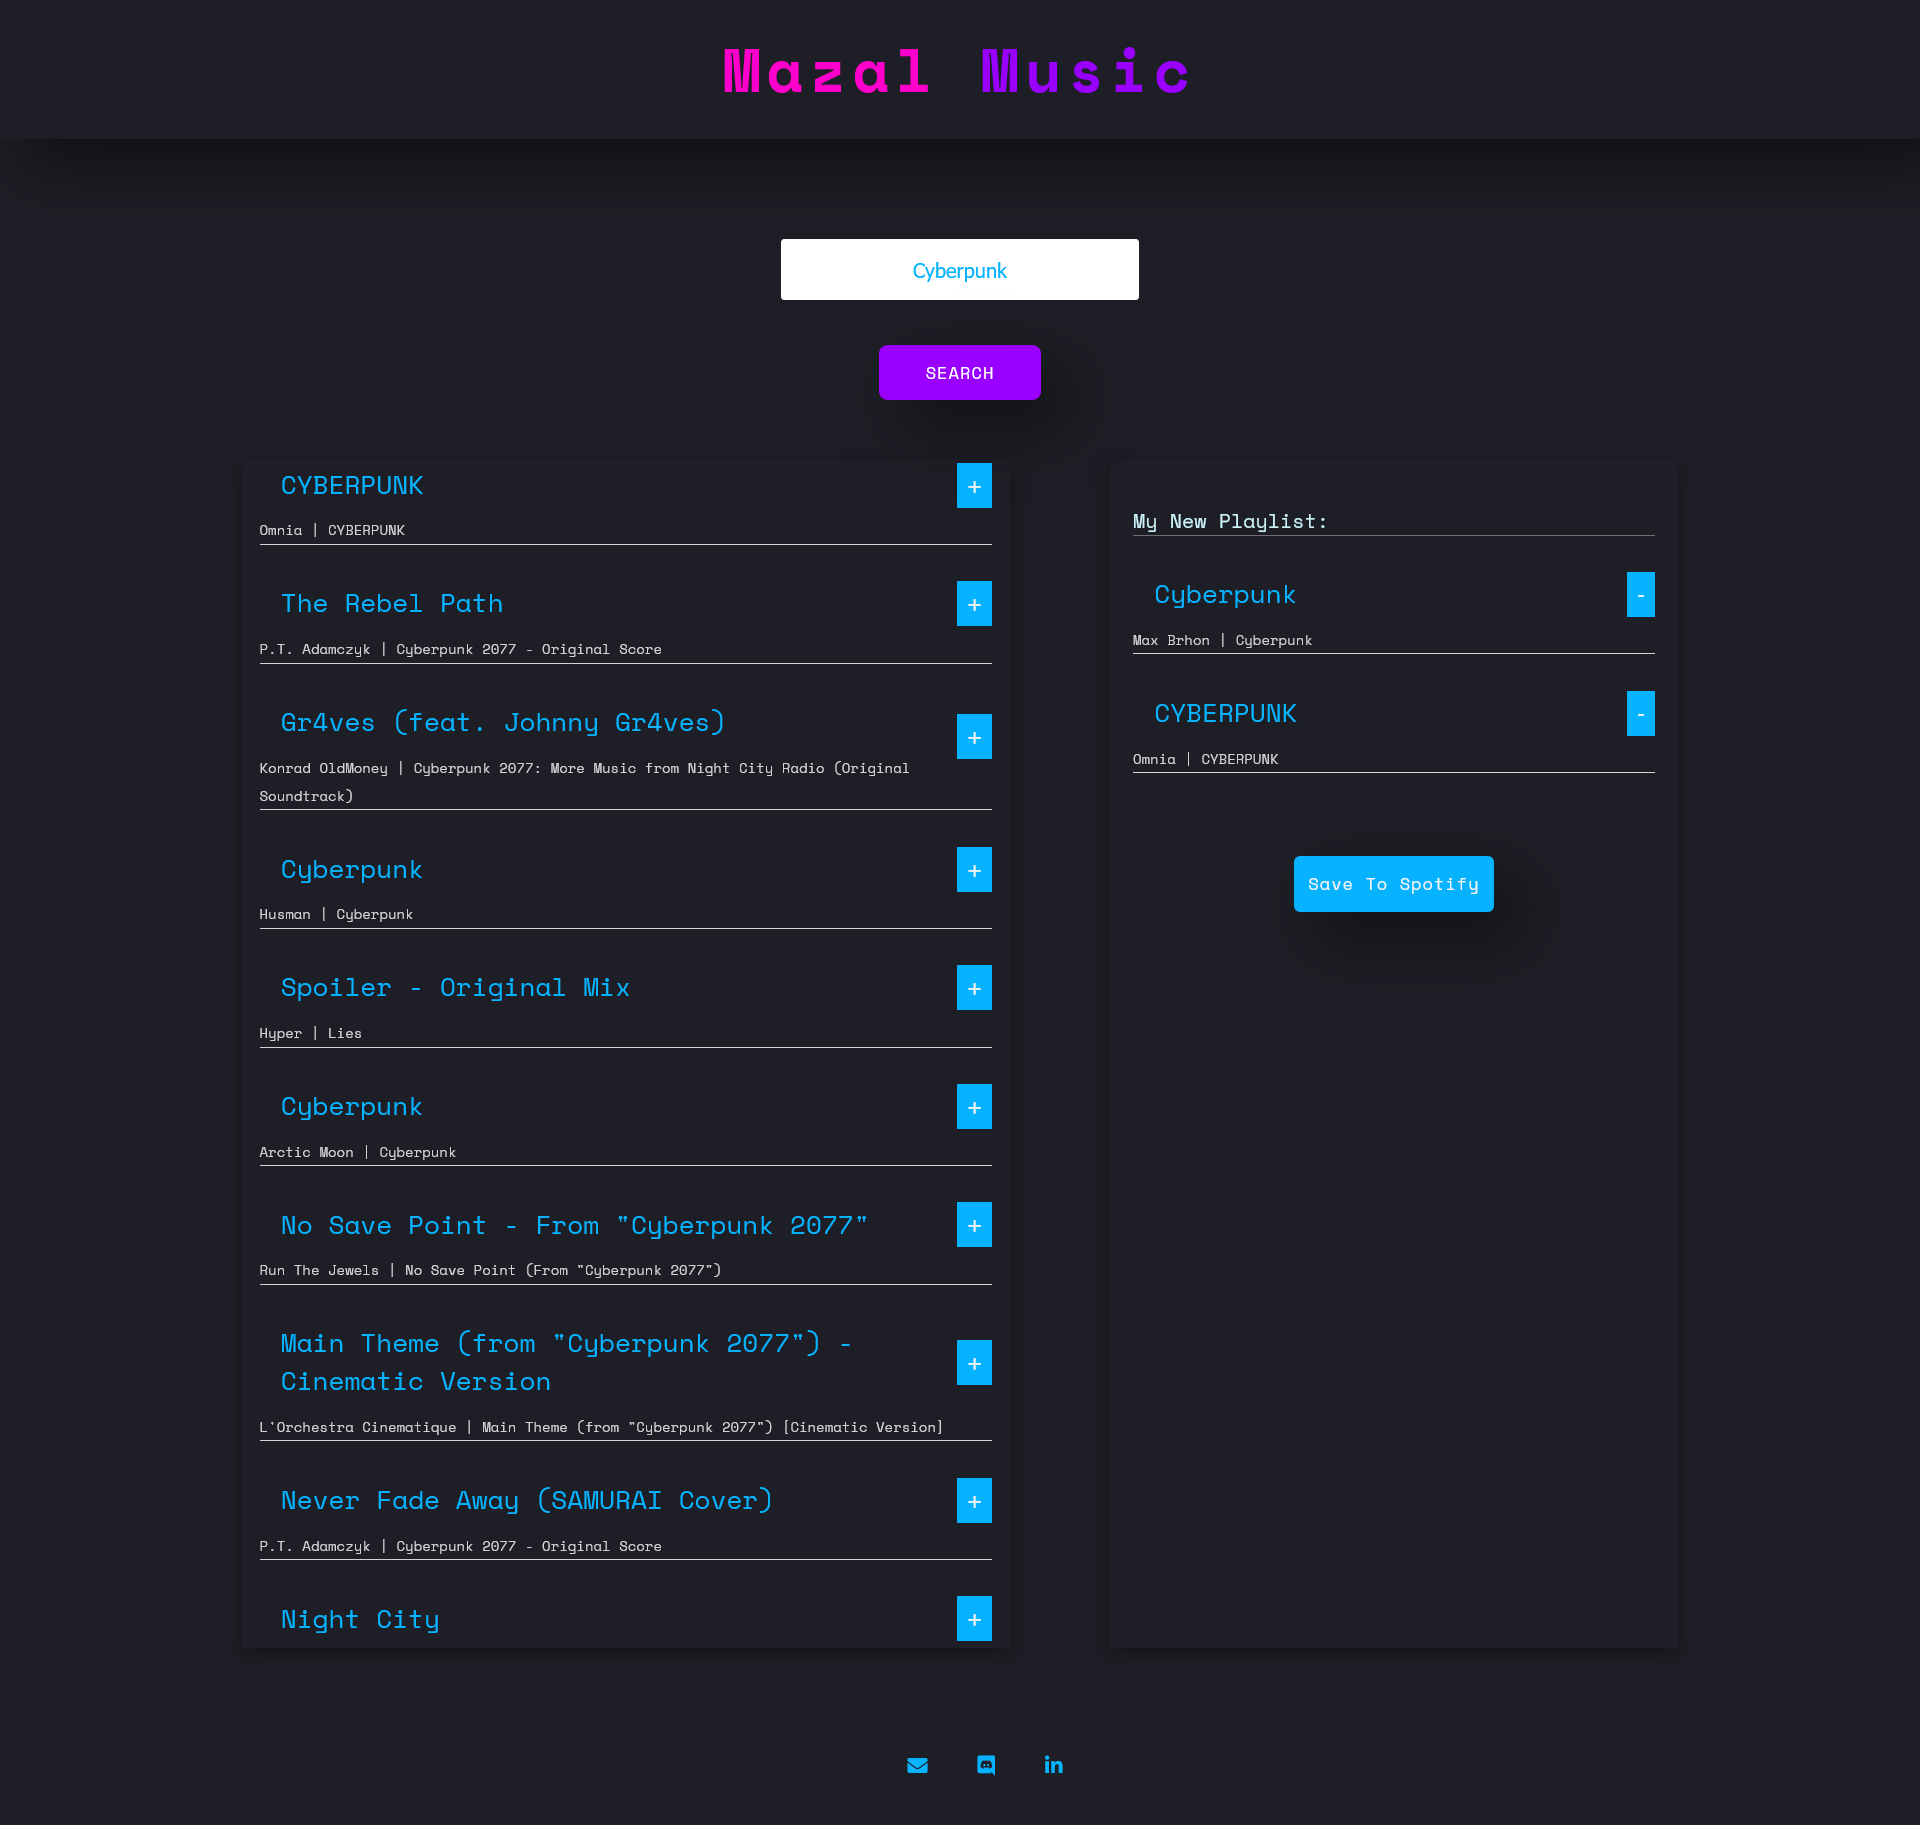 Mazal Music
Cyberpunk
SEARCH
CYBERPUNK
+
Omnia | CYBERPUNK
The Rebel Path
+
P.T. Adamczyk | Cyberpunk 2077 - Original Score
Gr4ves (feat. Johnny Gr4ves)
+
Konrad OldMoney | Cyberpunk 2077: More Music from Night City Radio (Original
Soundtrack)
Cyberpunk
+
Husman | Cyberpunk
Spoiler - Original Mix
+
Hyper | Lies
Cyberpunk
+
Arctic Moon | Cyberpunk
No Save Point - From "Cyberpunk 2077"
+
Run The Jewels | No Save Point (From "Cyberpunk 2077")
Main Theme (from "Cyberpunk 2077") -
Cinematic Version
+
L'Orchestra Cinematique | Main Theme (from "Cyberpunk 2077") [Cinematic Version]
Never Fade Away (SAMURAI Cover)
+
P.T. Adamczyk | Cyberpunk 2077 - Original Score
Night City
+
My New Playlist:
Cyberpunk
-
Max Brhon | Cyberpunk
CYBERPUNK
-
Omnia | CYBERPUNK
Save To Spotify
in